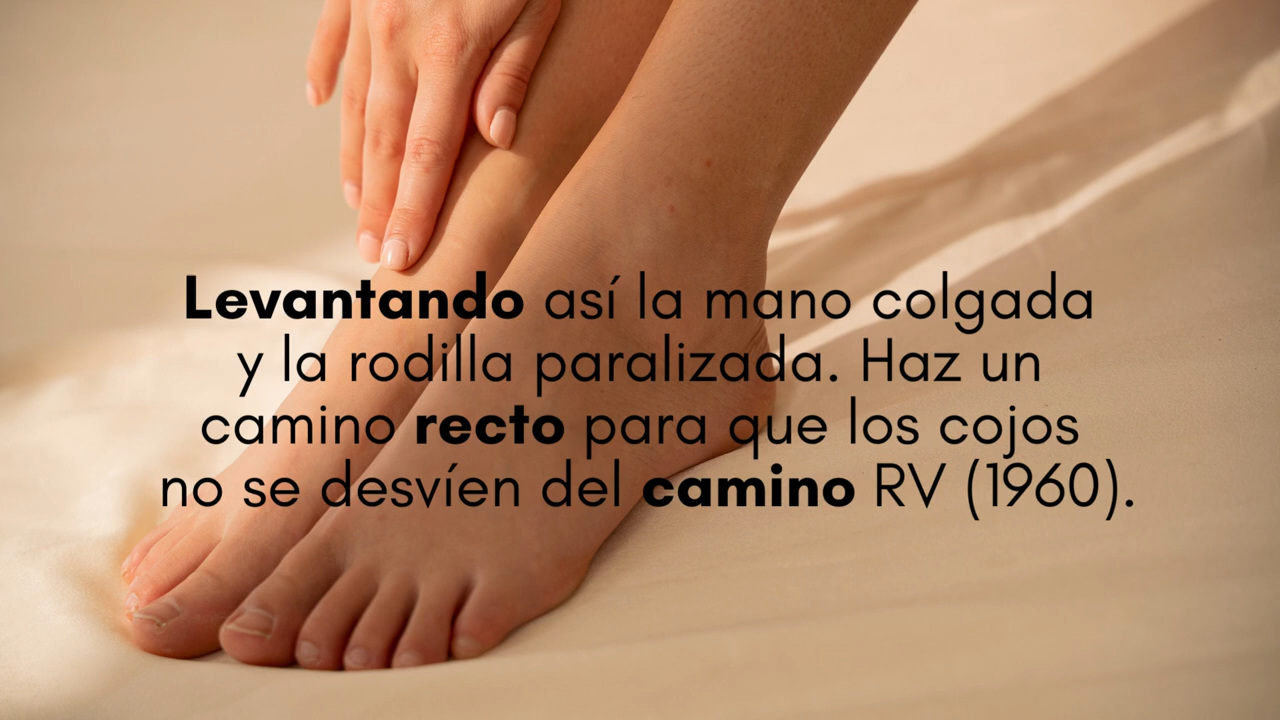 Levantando así la mano colgada
y la rodilla paralizada. Haz un
camino recto para que los cojos
no se desvíen del camino RV (1960).